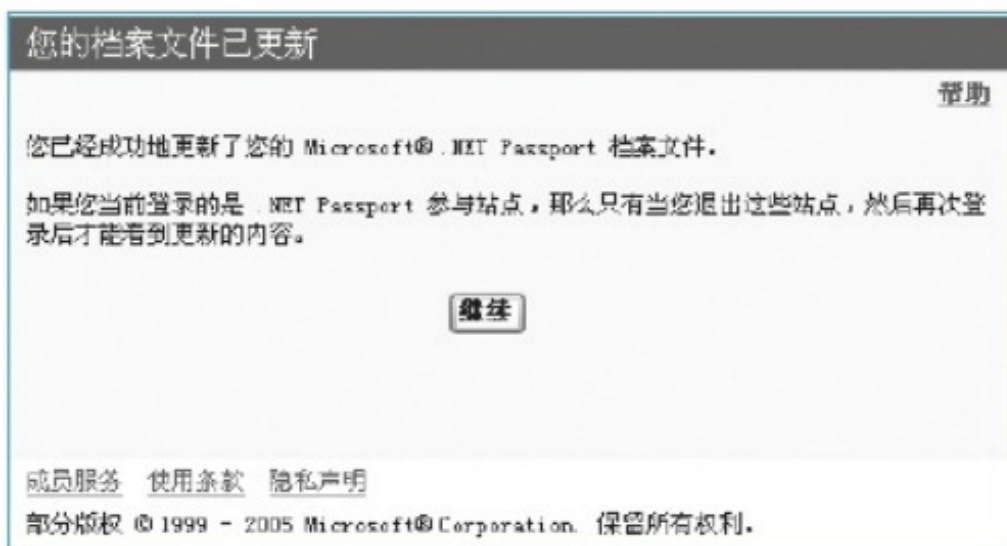 您的档案文件已更新
帮助
您已经成功地更新了您的 Microsoft® .NET Passport 档案文件。
如果您当前登录的是 .NET Passport 参与站点，那么只有当您退出这些站点，然后再次登
录后才能看到更新的内容。
继续
成员服务 使用条款 隐私声明
部分版权 © 1999 - 2005 Microsoft® Corporation. 保留所有权利。